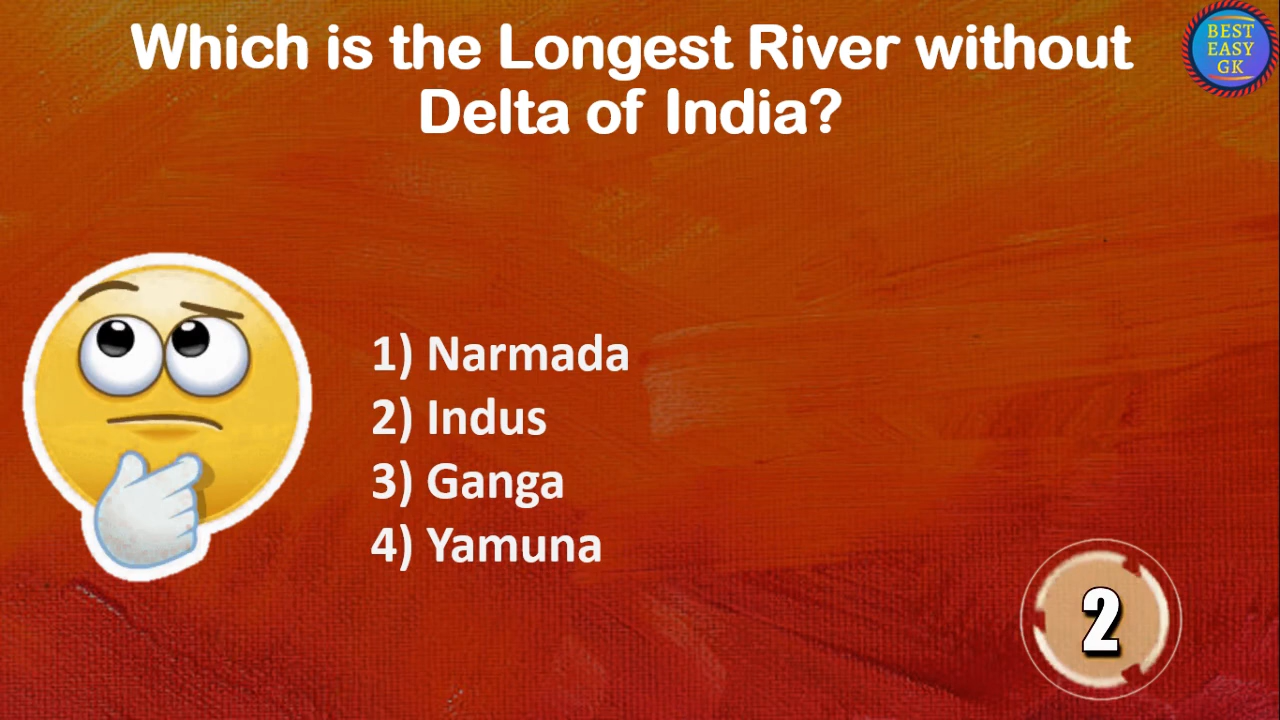 Which is the Longest River without
Delta of India?
BEST
EASY
GK
1) Narmada
2) Indus
3) Ganga
4) Yamuna
2